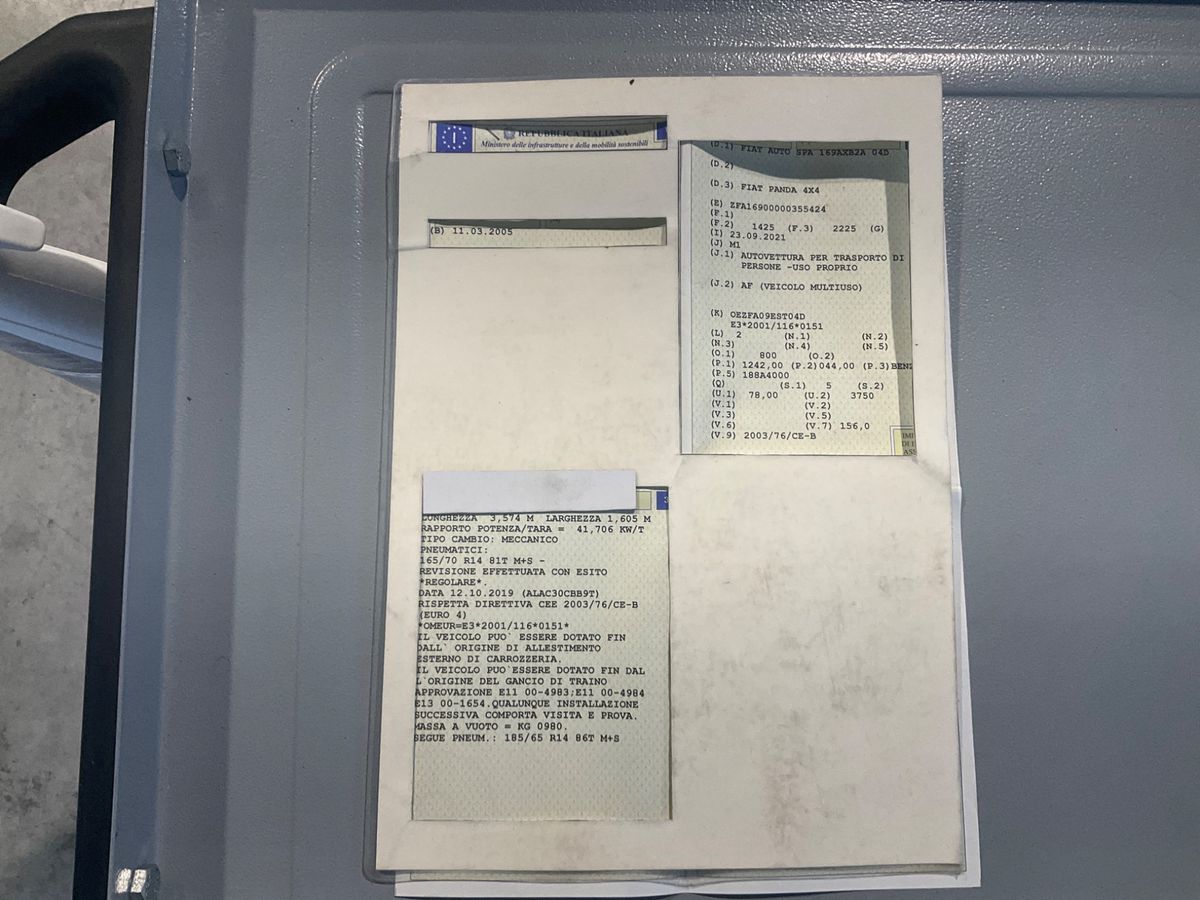 I
REPUBBLICA ITALIANA
Ministero delle infrastrutture e della mobilità sostenibili
(B) 11.03.2005
(D.1) FIAT AUTO SPA 169AXB2A 04D
(D.2)
(D.3) FIAT PANDA 4X4
(E) ZFA16900000355424
(F.1)
(F.2) 1425 (F.3) 2225 (G)
(I) 23.09.2021
(J) M1
(J.1) AUTOVETTURA PER TRASPORTO DI
PERSONE -USO PROPRIO
(J.2) AF (VEICOLO MULTIUSO)
(K) OEZFA09EST04D
E3*2001/116*0151
(L) 2 (N.1) (N.2)
(N.3) (N.4) (N.5)
(O.1) 800 (O.2)
(P.1) 1242,00 (P.2)044,00 (P.3)BENZ
(P.5) 188A4000
(Q) (S.1) 5 (S.2)
(U.1) 78,00 (U.2) 3750
(V.1) (V.2)
(V.3) (V.5)
(V.6) (V.7) 156,0
(V.9) 2003/76/CE-B
LUNGHEZZA 3,574 M LARGHEZZA 1,605 M
RAPPORTO POTENZA/TARA = 41,706 KW/T
TIPO CAMBIO: MECCANICO
PNEUMATICI:
165/70 R14 81T M+S -
REVISIONE EFFETTUATA CON ESITO
*REGOLARE*.
DATA 12.10.2019 (ALAC30CBB9T)
RISPETTA DIRETTIVA CEE 2003/76/CE-B
(EURO 4)
*OMEUR=E3*2001/116*0151*
IL VEICOLO PUO` ESSERE DOTATO FIN
DALL` ORIGINE DI ALLESTIMENTO
ESTERNO DI CARROZZERIA.
IL VEICOLO PUO`ESSERE DOTATO FIN DAL
L`ORIGINE DEL GANCIO DI TRAINO
APPROVAZIONE E11 00-4983;E11 00-4984
E13 00-1654.QUALUNQUE INSTALLAZIONE
SUCCESSIVA COMPORTA VISITA E PROVA.
MASSA A VUOTO = KG 0980.
SEGUE PNEUM.: 185/65 R14 86T M+S